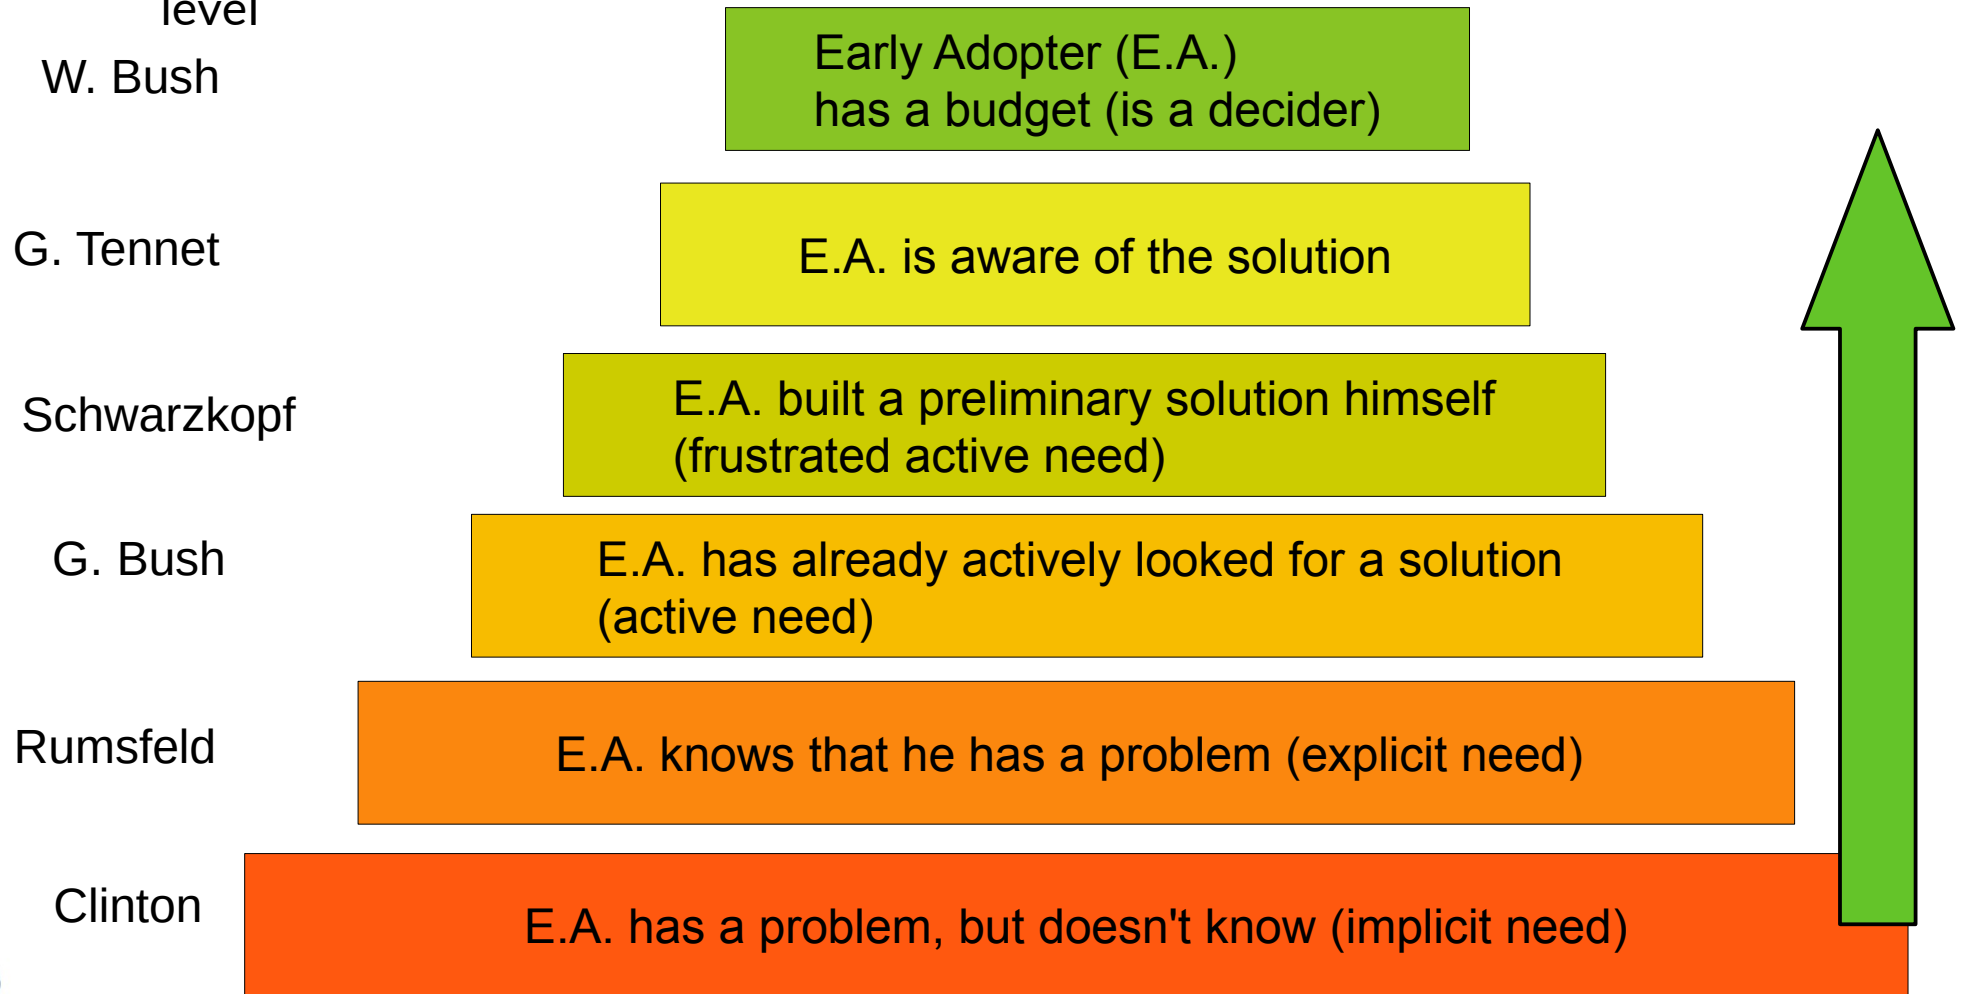 level
W. Bush
Early Adopter (E.A.)
has a budget (is a decider)
G. Tennet
E.A. is aware of the solution
Schwarzkopf
E.A. built a preliminary solution himself
(frustrated active need)
G. Bush
E.A. has already actively looked for a solution
(active need)
Rumsfeld
E.A. knows that he has a problem (explicit need)
Clinton
E.A. has a problem, but doesn't know (implicit need)